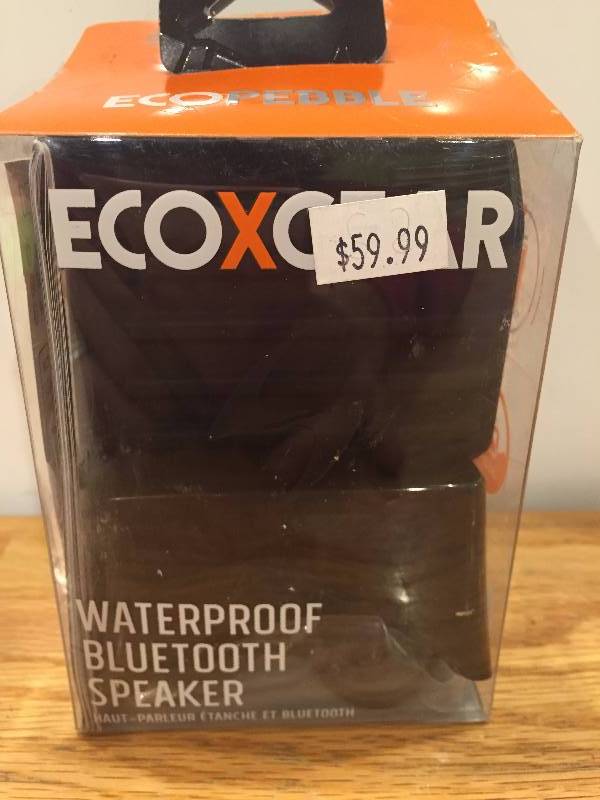 ECOPEBBLE
ECOXGEAR
$59.99
WATERPROOF
BLUETOOTH
SPEAKER
HAUT-PARLEUR ÉTANCHE ET BLUETOOTH